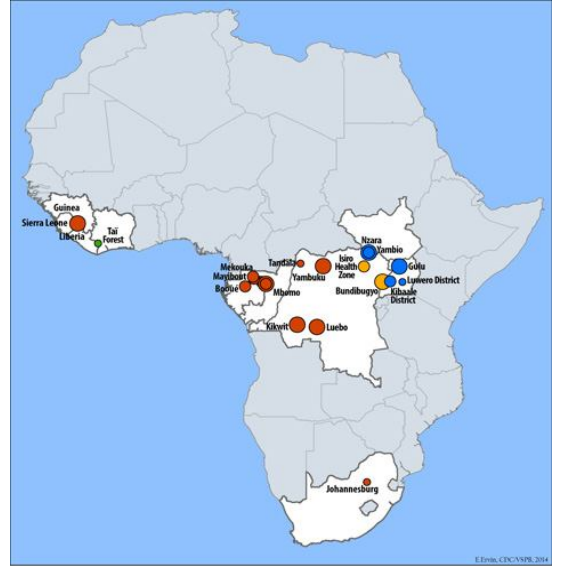 Guinea
Sierra Leone
Liberia
Taï
Forest
Nzara
Yambio
Tandala
Isiro
Health
Zone
Gulu
Mekouka
Mayibout
Yambuku
Luwero District
Booué
Mbomo
Bundibugyo
Kibaale
District
Kikwit
Luebo
Johannesburg
E.Ervin, CDC/VSPB, 2014